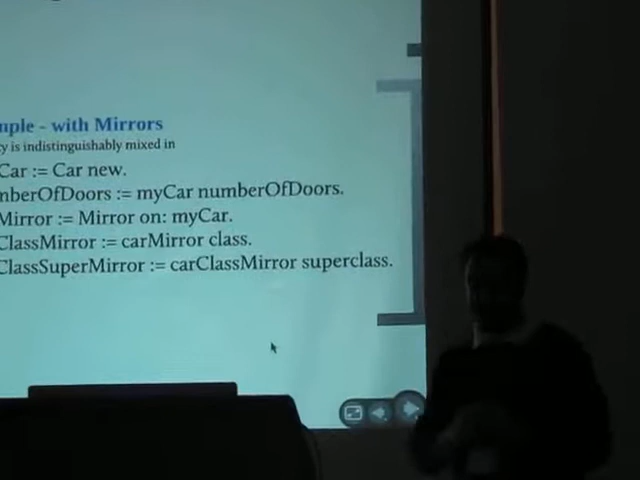 mple - with Mirrors
y is indistinguishably mixed in
Car := Car new.
mberOfDoors := myCar numberOfDoors.
Mirror := Mirror on: myCar.
ClassMirror := carMirror class.
ClassSuperMirror := carClassMirror superclass.